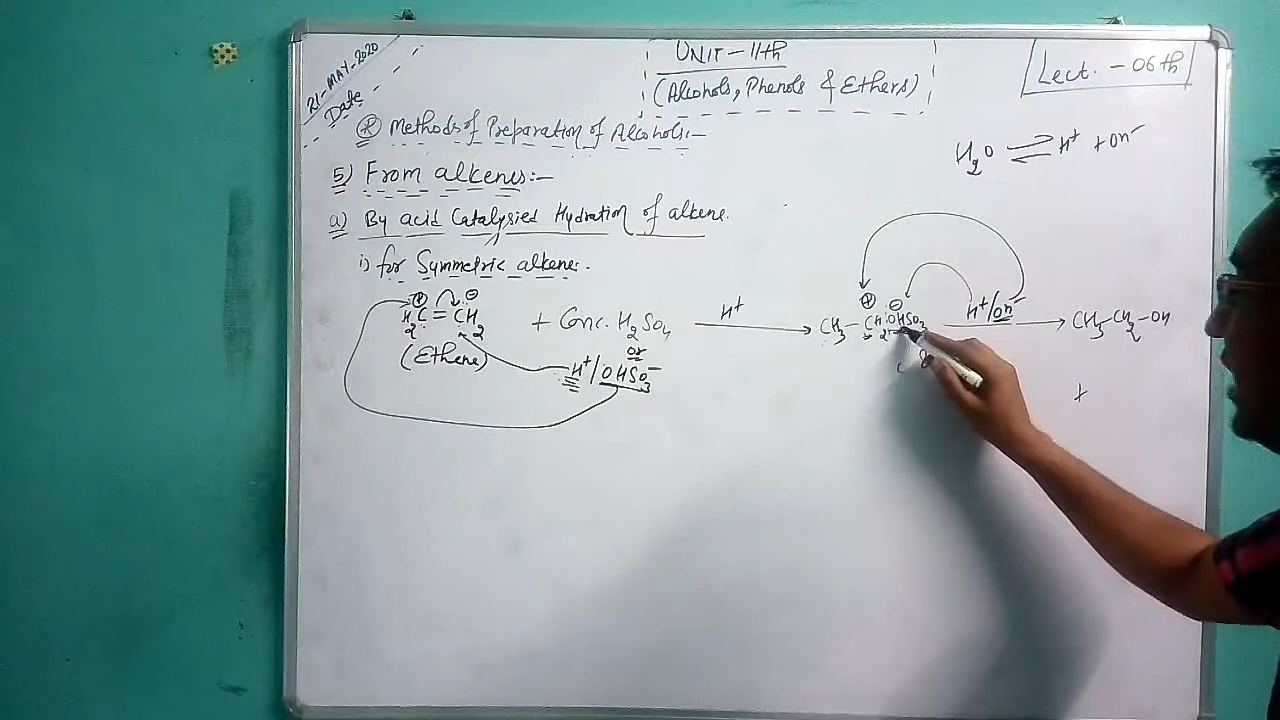 21-MAY-2020
Date
UNIT-11th
(Alcohols, Phenols & Ethers)
Lect. - 06th
(*) Methods of Preparation of Alcohols:-
H2O ⇌ H+ + OH-
5) From alkenes:-
a) By acid Catalysied Hydration of alkene.
i) for Symmetric alkene.
H2C = CH2 + Conc. H2SO4 H+ → CH3 - CH2 OHSO3 H+/OH- → CH3-CH2-OH
(Ethene)
or
H+/OHSO3-
+